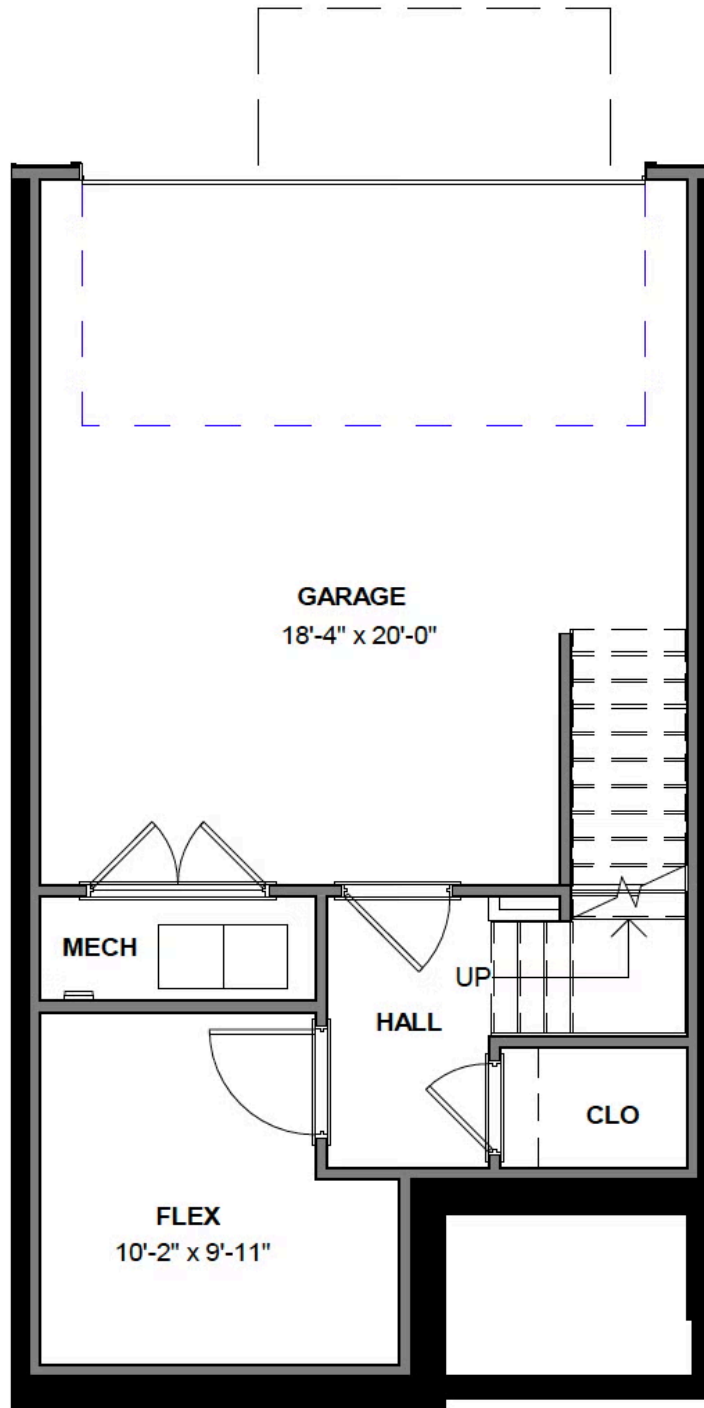 GARAGE
18'-4" x 20'-0"
MECH
UP
HALL
CLO
FLEX
10'-2" x 9'-11"